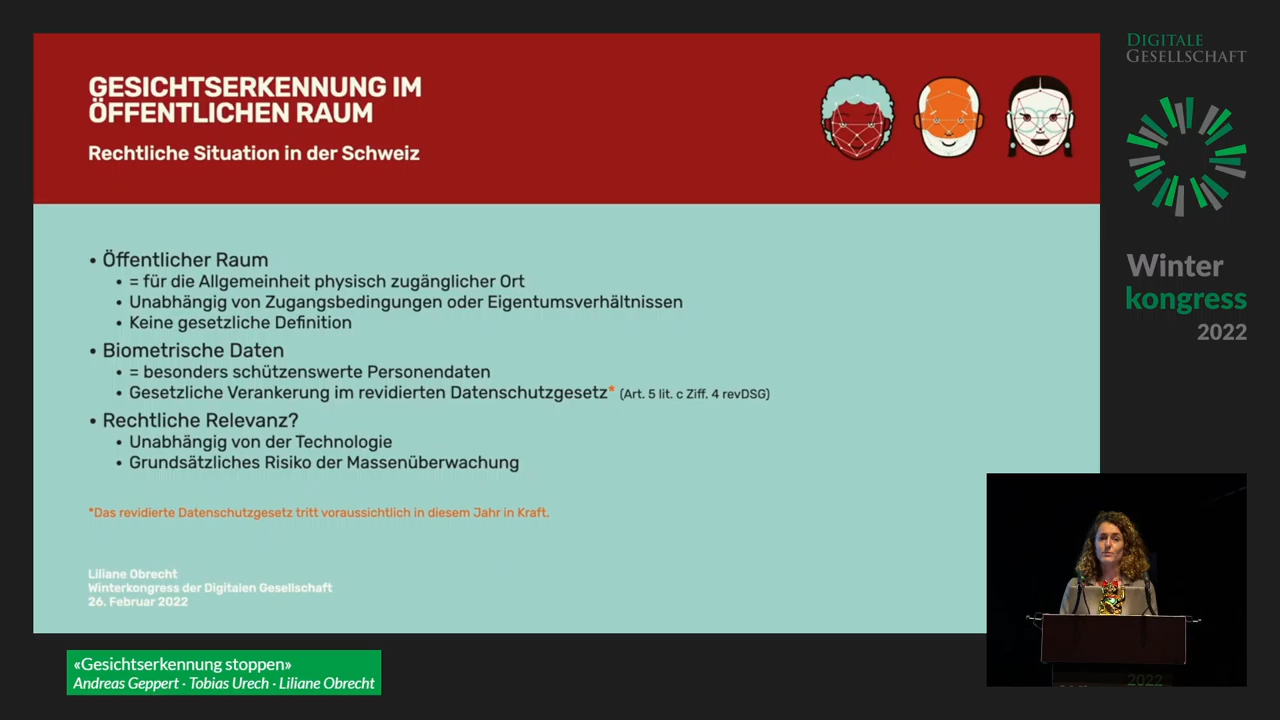 GESICHTSERKENNUNG IM
ÖFFENTLICHEN RAUM
Rechtliche Situation in der Schweiz
• Öffentlicher Raum
• = für die Allgemeinheit physisch zugänglicher Ort
• Unabhängig von Zugangsbedingungen oder Eigentumsverhältnissen
• Keine gesetzliche Definition
• Biometrische Daten
• = besonders schützenswerte Personendaten
• Gesetzliche Verankerung im revidierten Datenschutzgesetz* (Art. 5 lit. c Ziff. 4 revDSG)
• Rechtliche Relevanz?
• Unabhängig von der Technologie
• Grundsätzliches Risiko der Massenüberwachung
*Das revidierte Datenschutzgesetz tritt voraussichtlich in diesem Jahr in Kraft.
Liliane Obrecht
Winterkongress der Digitalen Gesellschaft
26. Februar 2022
DIGITALE
GESELLSCHAFT
Winter
kongress
2022
2022
«Gesichtserkennung stoppen»
Andreas Geppert · Tobias Urech · Liliane Obrecht